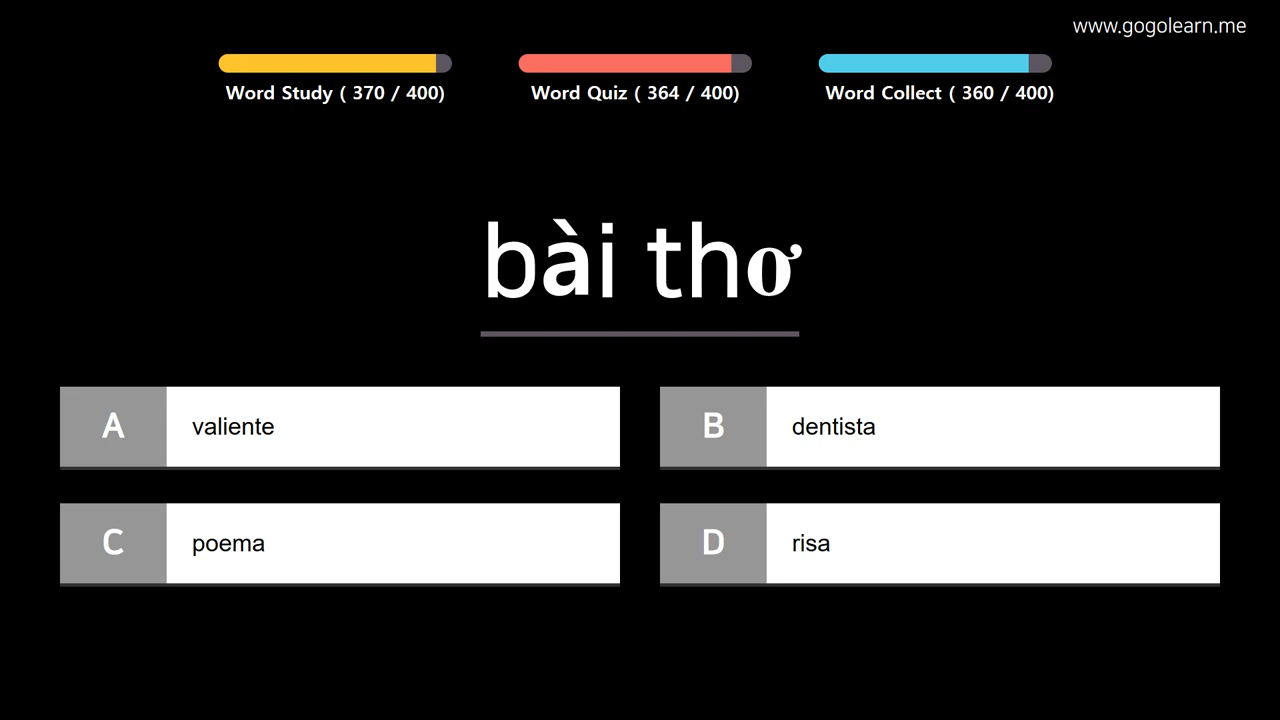 www.gogolearn.me
Word Study ( 370 / 400)
Word Quiz ( 364 / 400)
Word Collect ( 360 / 400)
bài thơ
A valiente
B dentista
C poema
D risa